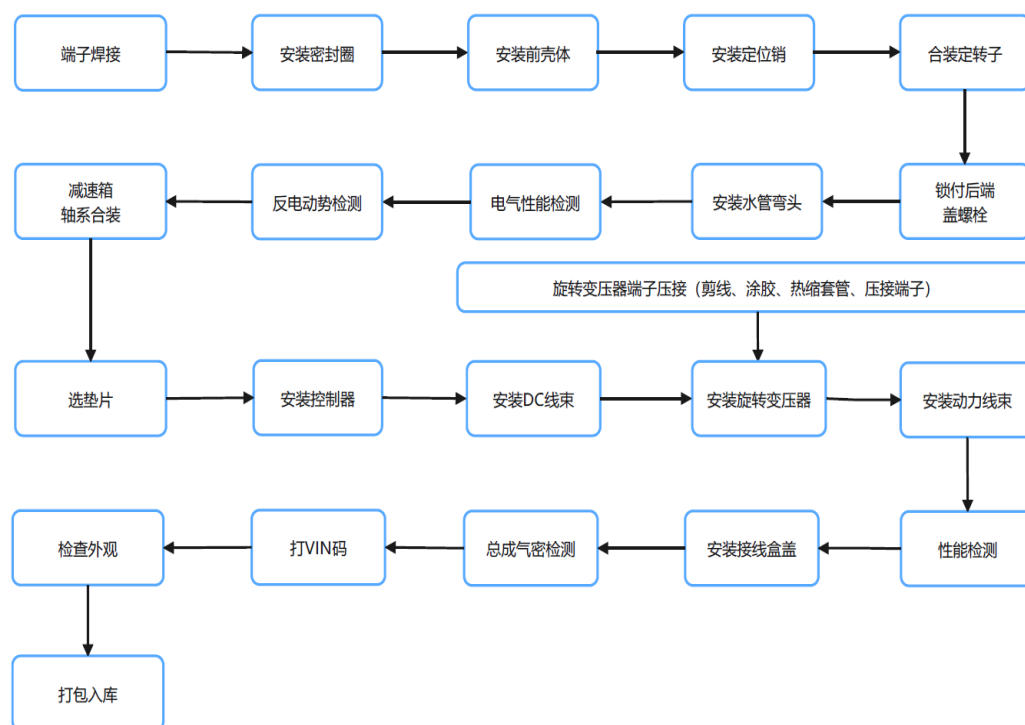 端子焊接
安装密封圈
安装前壳体
安装定位销
合装定转子
减速箱
轴系合装
反电动势检测
电气性能检测
安装水管弯头
锁付后端
盖螺栓
旋转变压器端子压接（剪线、涂胶、热缩套管、压接端子）
选垫片
安装控制器
安装DC线束
安装旋转变压器
安装动力线束
检查外观
打VIN码
总成气密检测
安装接线盒盖
性能检测
打包入库